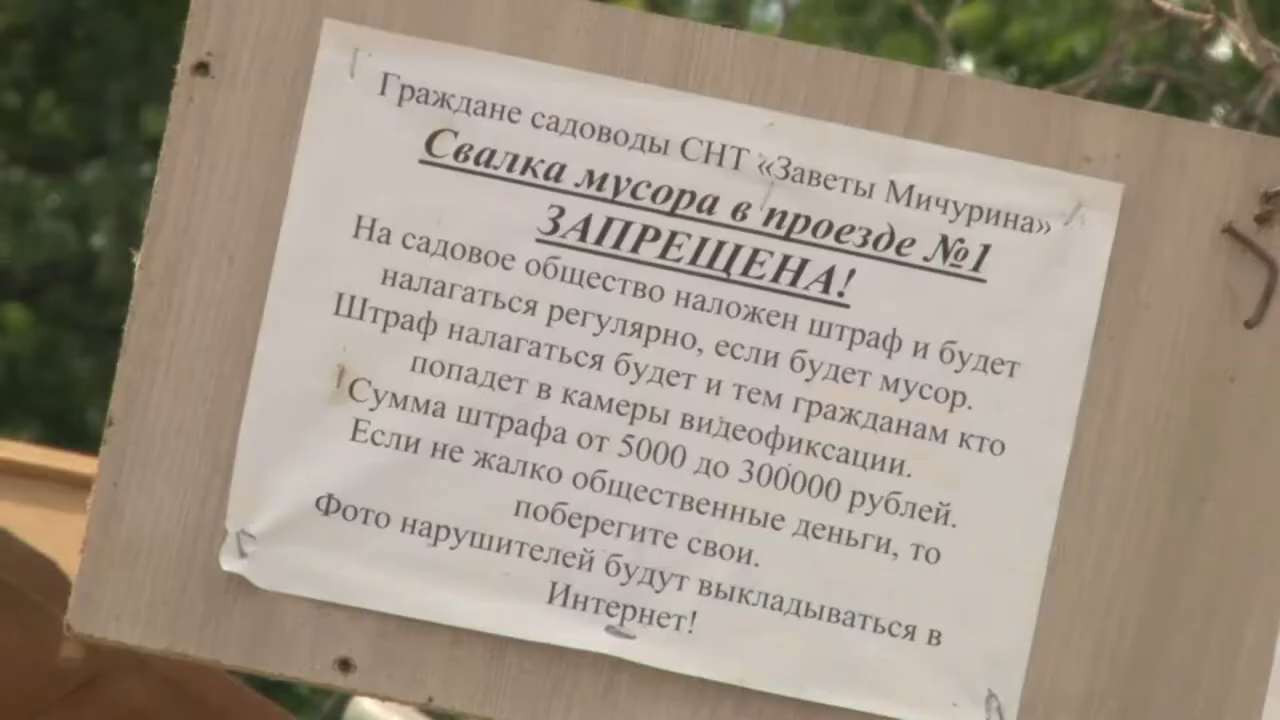 Граждане садоводы СНТ «Заветы Мичурина»
Свалка мусора в проезде №1
ЗАПРЕЩЕНА!
На садовое общество наложен штраф и будет
налагаться регулярно, если будет мусор.
Штраф налагаться будет и тем гражданам кто
попадет в камеры видеофиксации.
Сумма штрафа от 5000 до 300000 рублей.
Если не жалко общественные деньги, то
поберегите свои.
Фото нарушителей будут выкладываться в
Интернет!